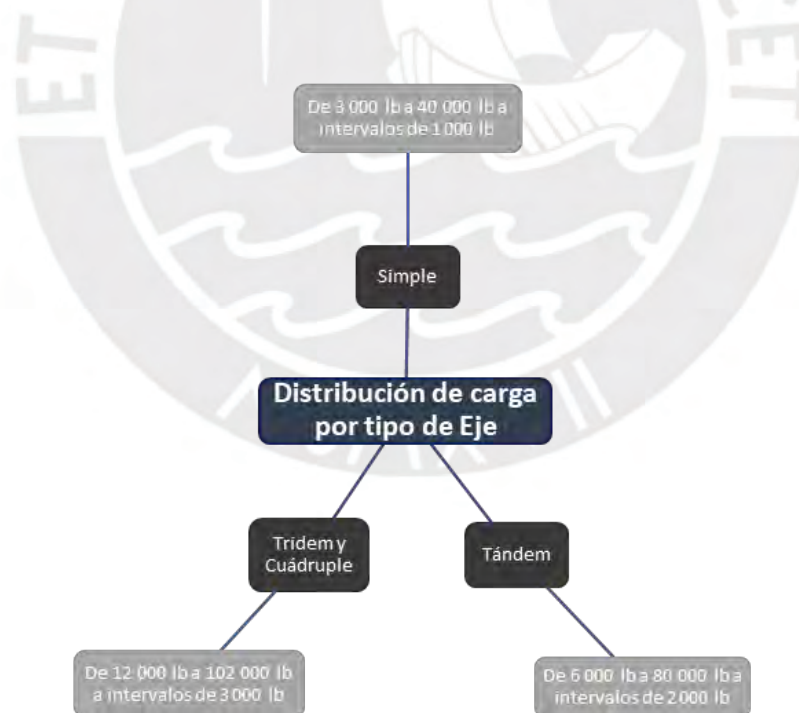 De 3 000 lb a 40 000 lb a
intervalos de 1 000 lb
Simple
Distribución de carga
por tipo de Eje
Tridem y
Cuádruple
Tándem
De 12 000 lb a 102 000 lb
a intervalos de 3 000 lb
De 6 000 lb a 80 000 lb a
intervalos de 2 000 lb
ET